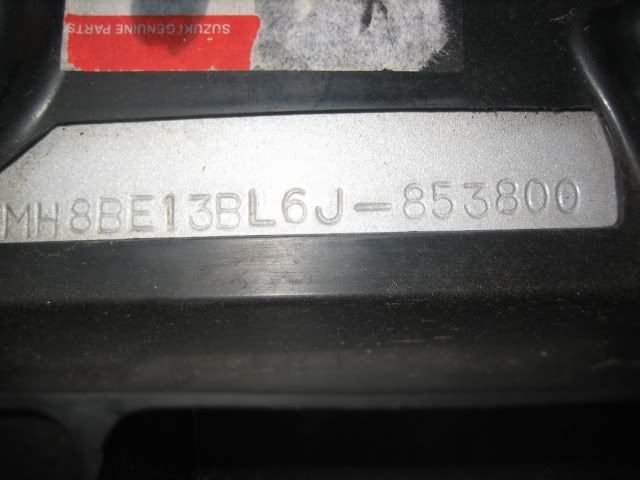 SUZUKI GENUINE PARTS
MH8BE13BL6J-853800